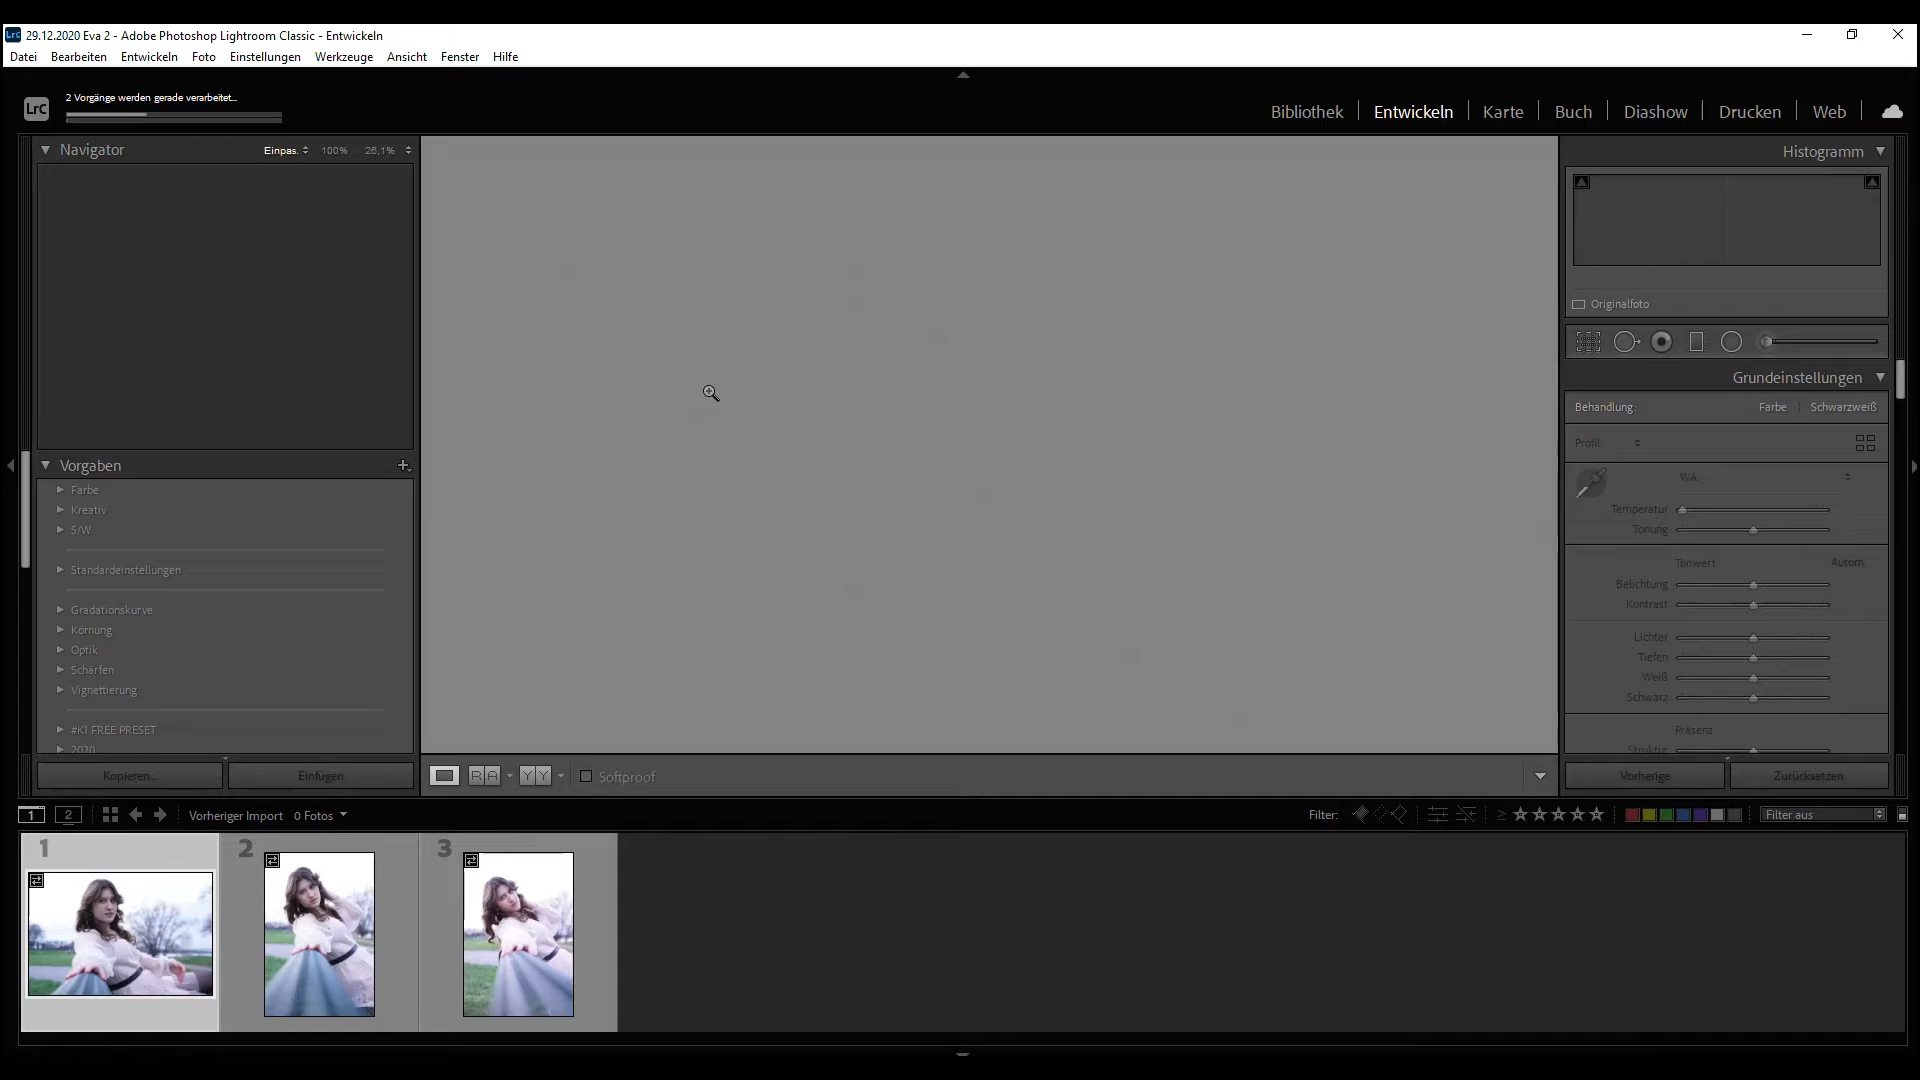 LrC 29.12.2020 Eva 2 - Adobe Photoshop Lightroom Classic - Entwickeln
Datei Bearbeiten Entwickeln Foto Einstellungen Ansicht Werkzeuge Fenster Hilfe
LrC 2 Vorgänge werden gerade verarbeitet...
Bibliothek | Entwickeln | Karte | Buch | Diashow | Drucken | Web |
Navigator Einpas. 100% 26,1%
Vorgaben +
Farbe
Kreativ
S/W
Standardeinstellungen
Gradationskurve
Körnung
Optik
Schärfen
Vignettierung
#K1 FREE PRESET
2020
Kopieren... Einfügen
R A Y Y Softproof
Histogramm
Originalfoto
Grundeinstellungen
Behandlung: Farbe | Schwarzweiß
Profil:
WA:
Temperatur
Tonung
Tonwert Autom.
Belichtung
Kontrast
Lichter
Tiefen
Weiß
Schwarz
Präsenz
Struktur
Vorherige Zurücksetzen
1 2 Vorheriger Import 0 Fotos Filter: ≥ ★★★★★ Filter aus
1 2 3